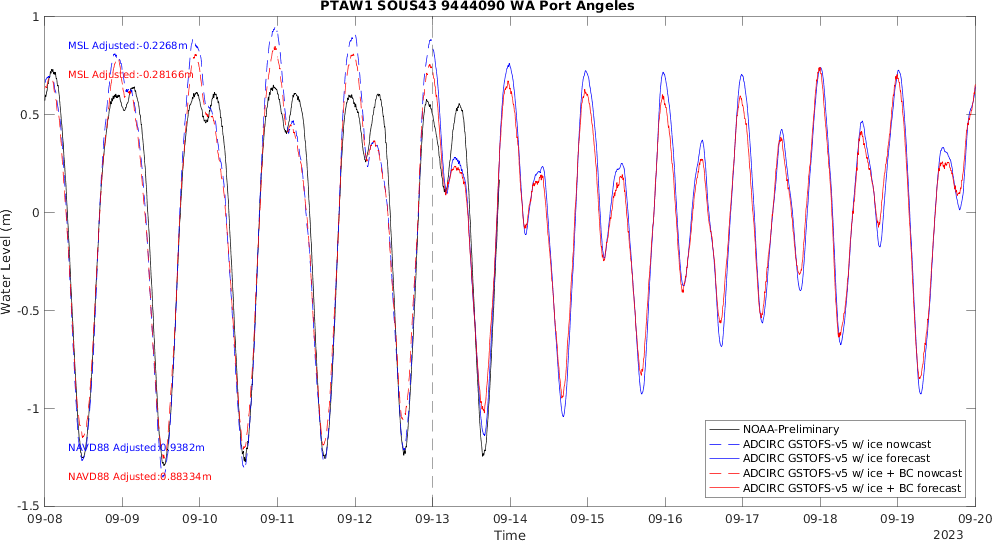 PTAW1 SOUS43 9444090 WA Port Angeles
Water Level (m)
1
0.5
0
-0.5
-1
-1.5
MSL Adjusted:-0.2268m
MSL Adjusted:-0.28166m
NAVD88 Adjusted:0.9382m
NAVD88 Adjusted:0.88334m
NOAA-Preliminary
ADCIRC GSTOFS-v5 w/ ice nowcast
ADCIRC GSTOFS-v5 w/ ice forecast
ADCIRC GSTOFS-v5 w/ ice + BC nowcast
ADCIRC GSTOFS-v5 w/ ice + BC forecast
09-08 09-09 09-10 09-11 09-12 09-13 09-14 09-15 09-16 09-17 09-18 09-19 09-20
Time
2023